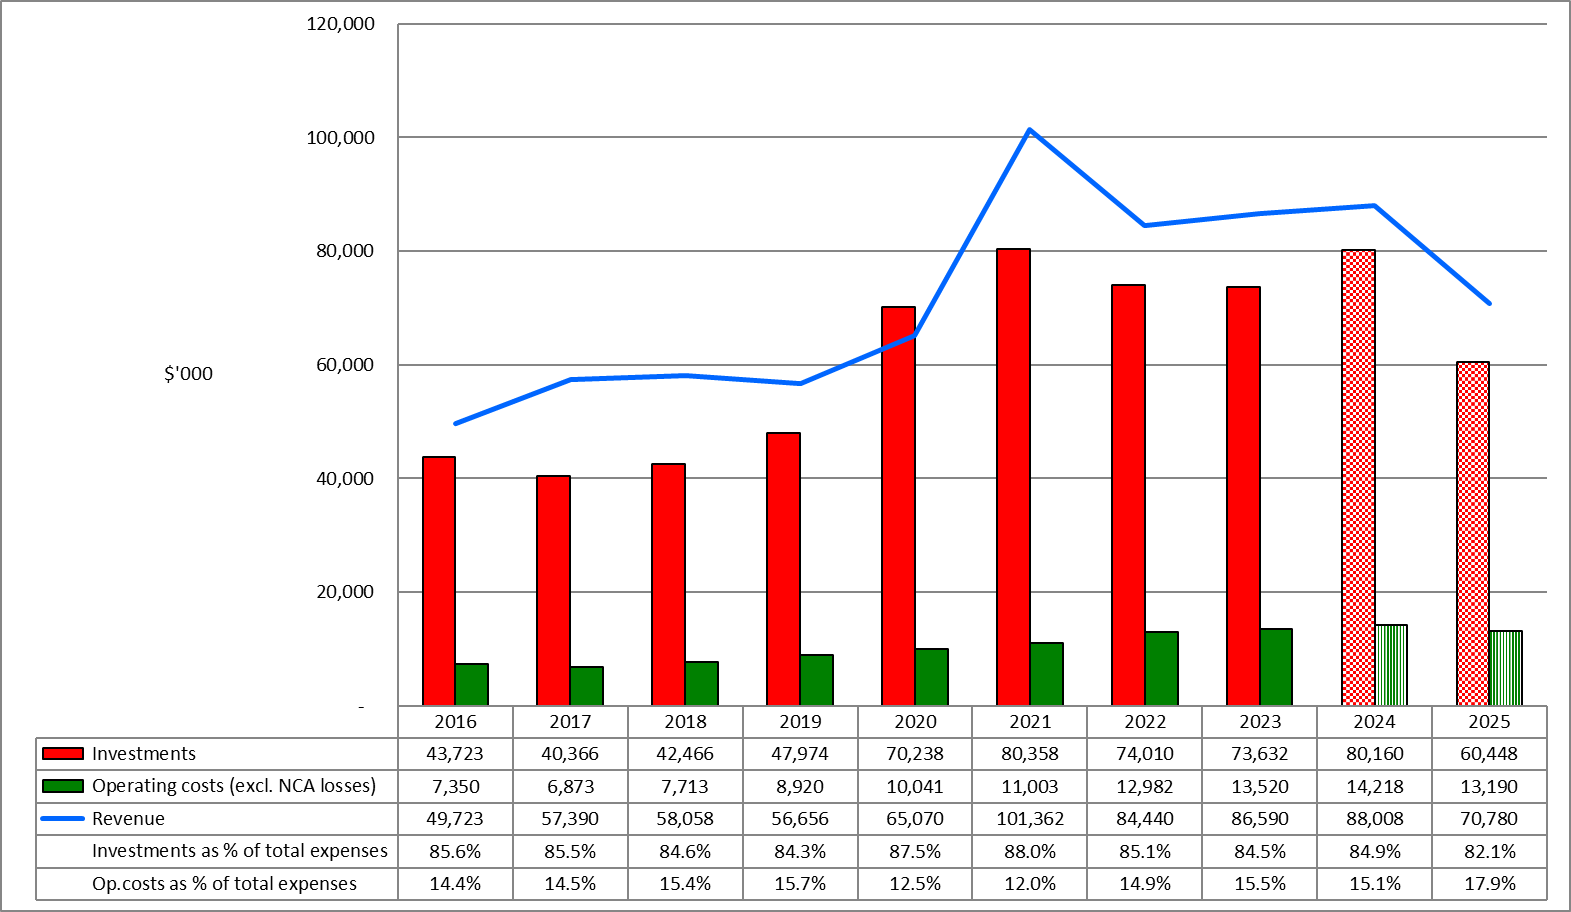 120,000
100,000
80,000
60,000
$'000
40,000
20,000
-
2016 2017 2018 2019 2020 2021 2022 2023 2024 2025
Investments 43,723 40,366 42,466 47,974 70,238 80,358 74,010 73,632 80,160 60,448
Operating costs (excl. NCA losses) 7,350 6,873 7,713 8,920 10,041 11,003 12,982 13,520 14,218 13,190
Revenue 49,723 57,390 58,058 56,656 65,070 101,362 84,440 86,590 88,008 70,780
Investments as % of total expenses 85.6% 85.5% 84.6% 84.3% 87.5% 88.0% 85.1% 84.5% 84.9% 82.1%
Op.costs as % of total expenses 14.4% 14.5% 15.4% 15.7% 12.5% 12.0% 14.9% 15.5% 15.1% 17.9%